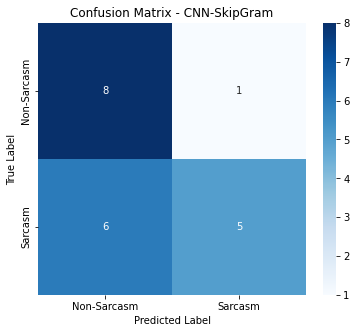 Confusion Matrix - CNN-SkipGram
True Label
Non-Sarcasm
8
1
Sarcasm
6
5
Non-Sarcasm Sarcasm
Predicted Label
8
7
6
5
4
3
2
1